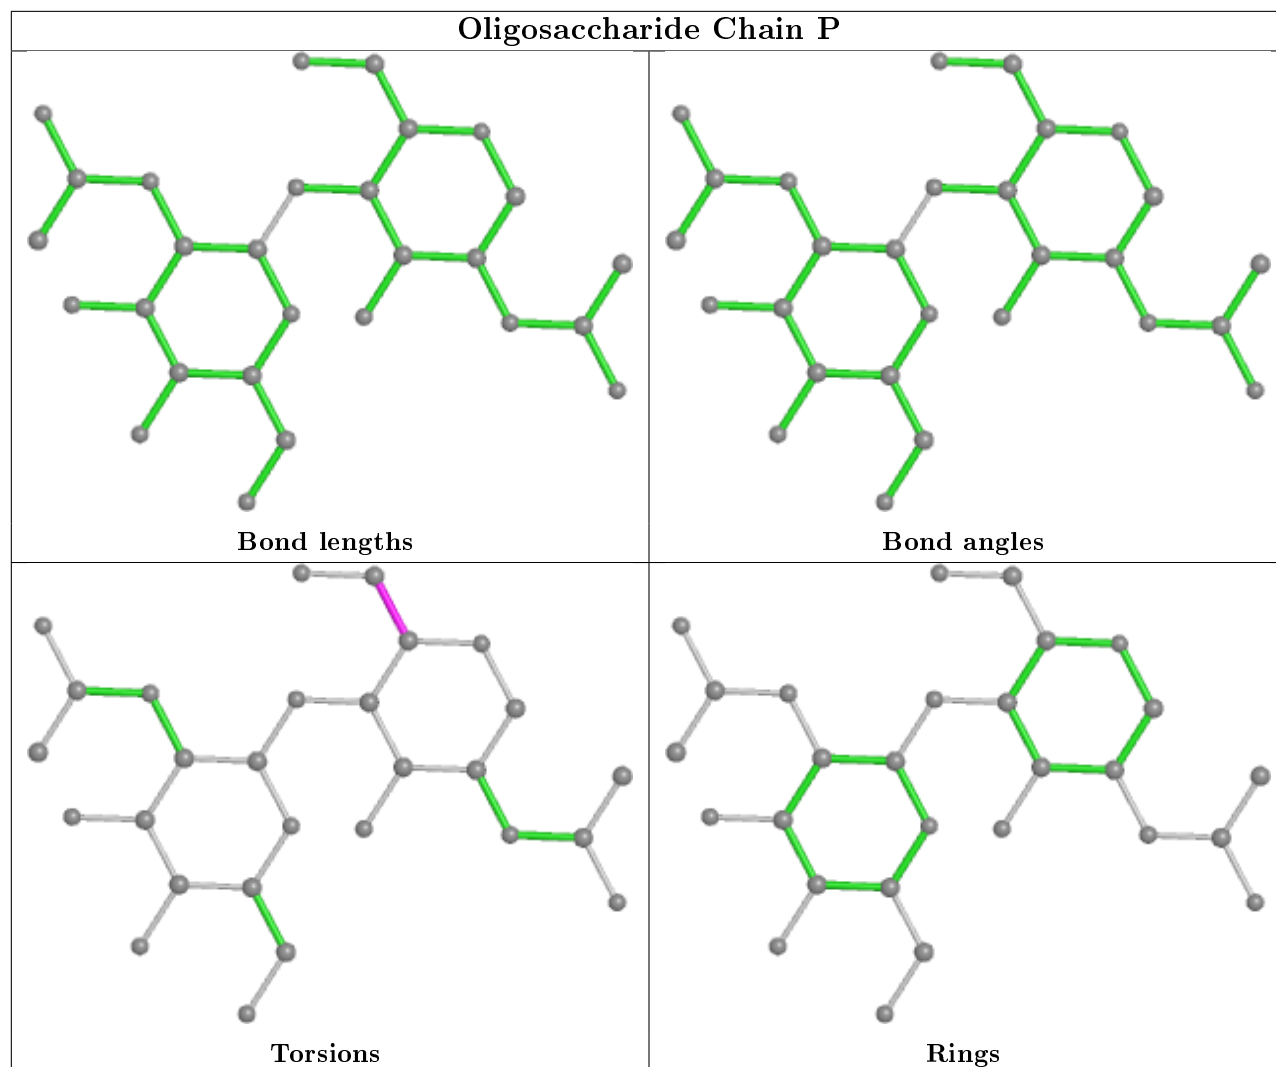 Oligosaccharide Chain P
Bond lengths
Bond angles
Torsions
Rings